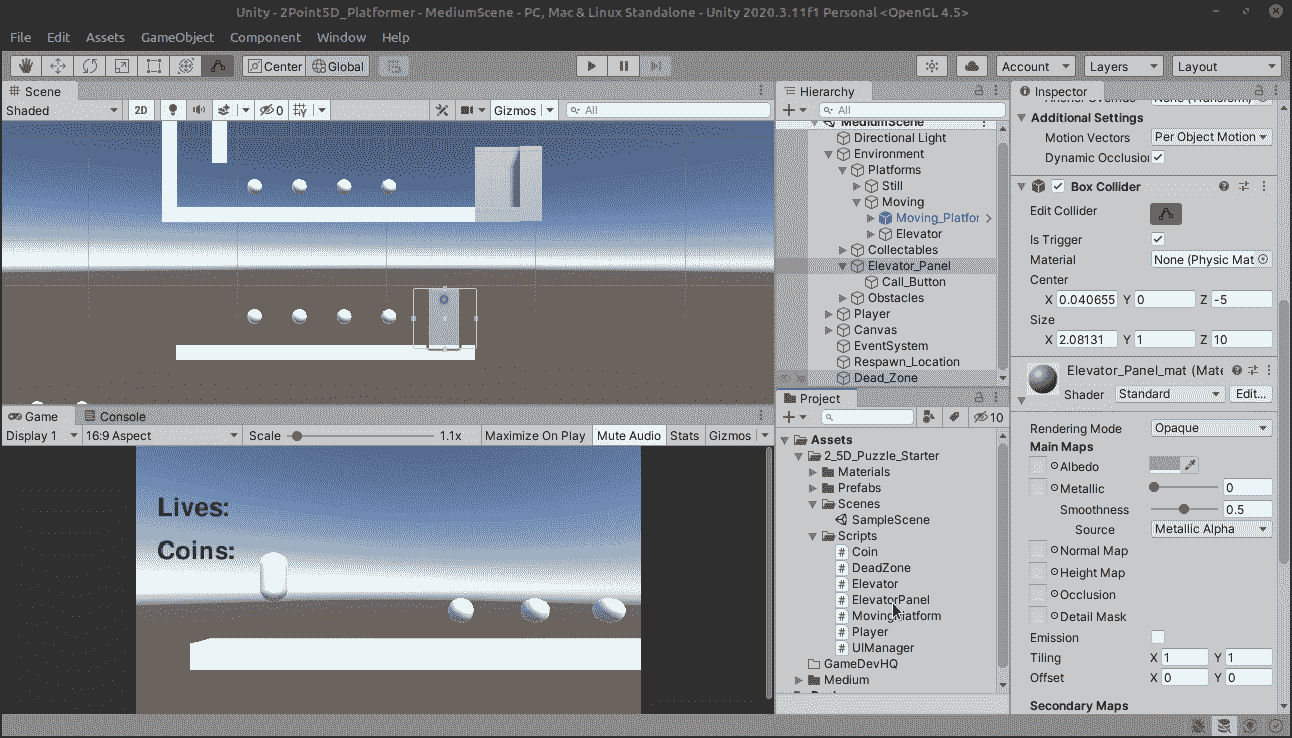 Unity - 2Point5D_Platformer - MediumScene - PC, Mac & Linux Standalone - Unity 2020.3.11f1 Personal <OpenGL 4.5>
File Edit Assets GameObject Component Window Help
Center Global Account Layers Layout
Scene
Shaded 2D 0 Gizmos All
Hierarchy
All
MediumScene
Directional Light
Environment
Platforms
Still
Moving
Moving_Platfor
Elevator
Collectables
Elevator_Panel
Call_Button
Obstacles
Player
Canvas
EventSystem
Respawn_Location
Dead_Zone
Game Console
Display 1 16:9 Aspect Scale 1.1x Maximize On Play Mute Audio Stats Gizmos
Lives:
Coins:
Project
10
Assets
2_5D_Puzzle_Starter
Materials
Prefabs
Scenes
SampleScene
Scripts
# Coin
# DeadZone
# Elevator
# ElevatorPanel
# MovingPlatform
# Player
# UIManager
GameDevHQ
Medium
Inspector
Additional Settings
Motion Vectors Per Object Motion
Dynamic Occlusion
Box Collider
Edit Collider
Is Trigger
Material None (Physic Mat
Center
X 0.040655 Y 0 Z -5
Size
X 2.08131 Y 1 Z 10
Elevator_Panel_mat (Mate
Shader Standard Edit...
Rendering Mode Opaque
Main Maps
Albedo
Metallic 0
Smoothness 0.5
Source Metallic Alpha
Normal Map
Height Map
Occlusion
Detail Mask
Emission
Tiling X 1 Y 1
Offset X 0 Y 0
Secondary Maps